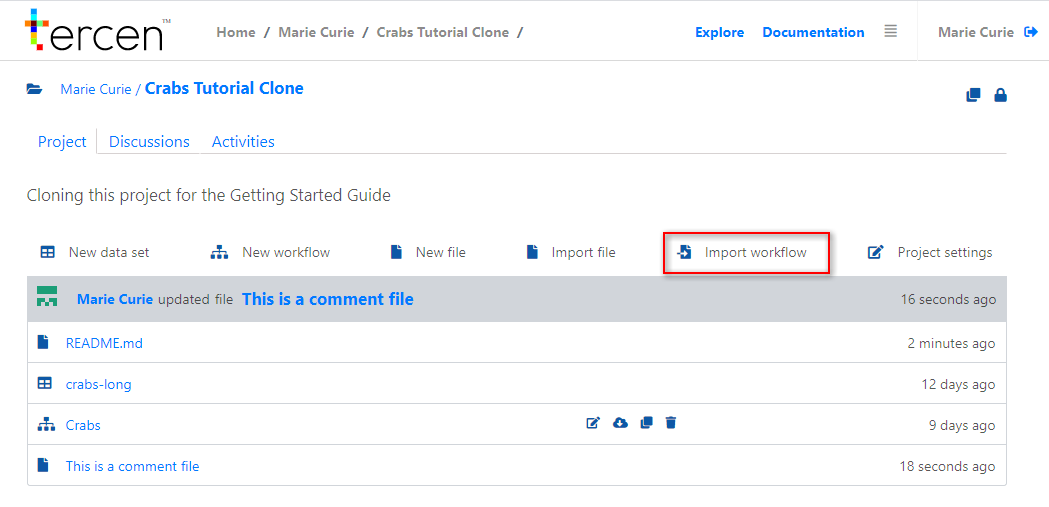 tercen™
Home / Marie Curie / Crabs Tutorial Clone /
Explore Documentation Marie Curie
Marie Curie / Crabs Tutorial Clone
Project Discussions Activities
Cloning this project for the Getting Started Guide
New data set New workflow New file Import file Import workflow Project settings
Marie Curie updated file This is a comment file 16 seconds ago
README.md 2 minutes ago
crabs-long 12 days ago
Crabs 9 days ago
This is a comment file 18 seconds ago